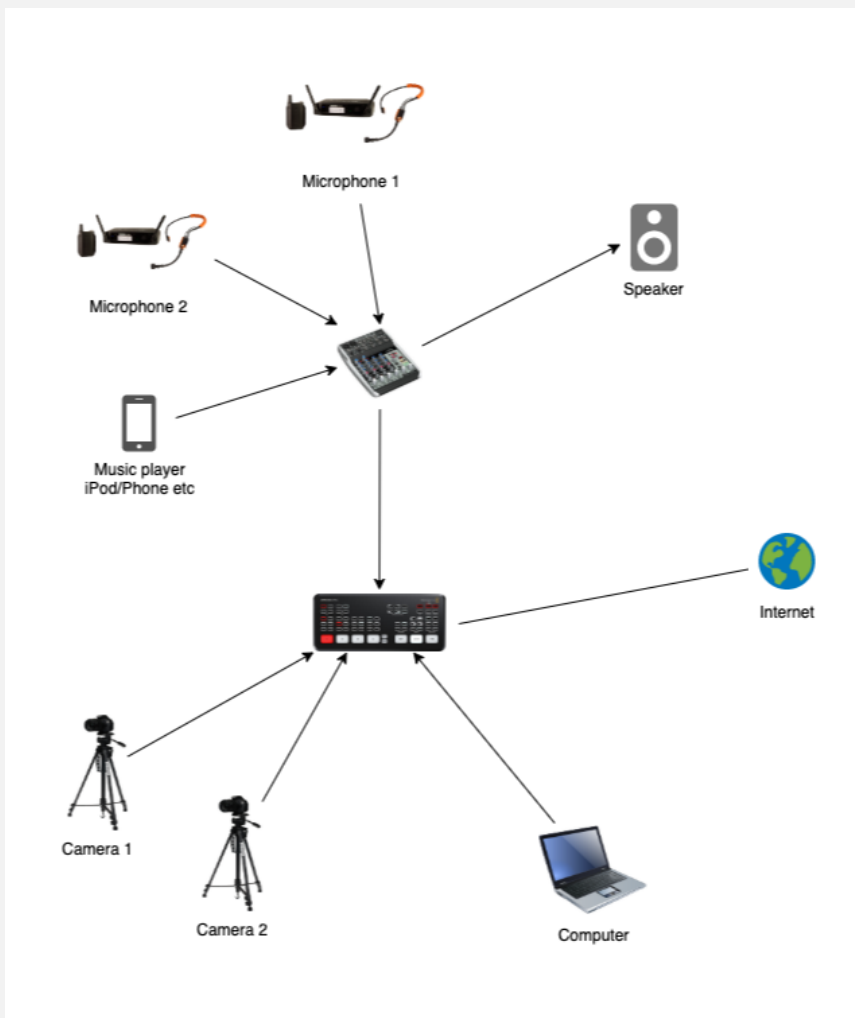 Microphone 1
Microphone 2
Speaker
Music player
iPod/Phone etc
Internet
Camera 1
Camera 2
Computer